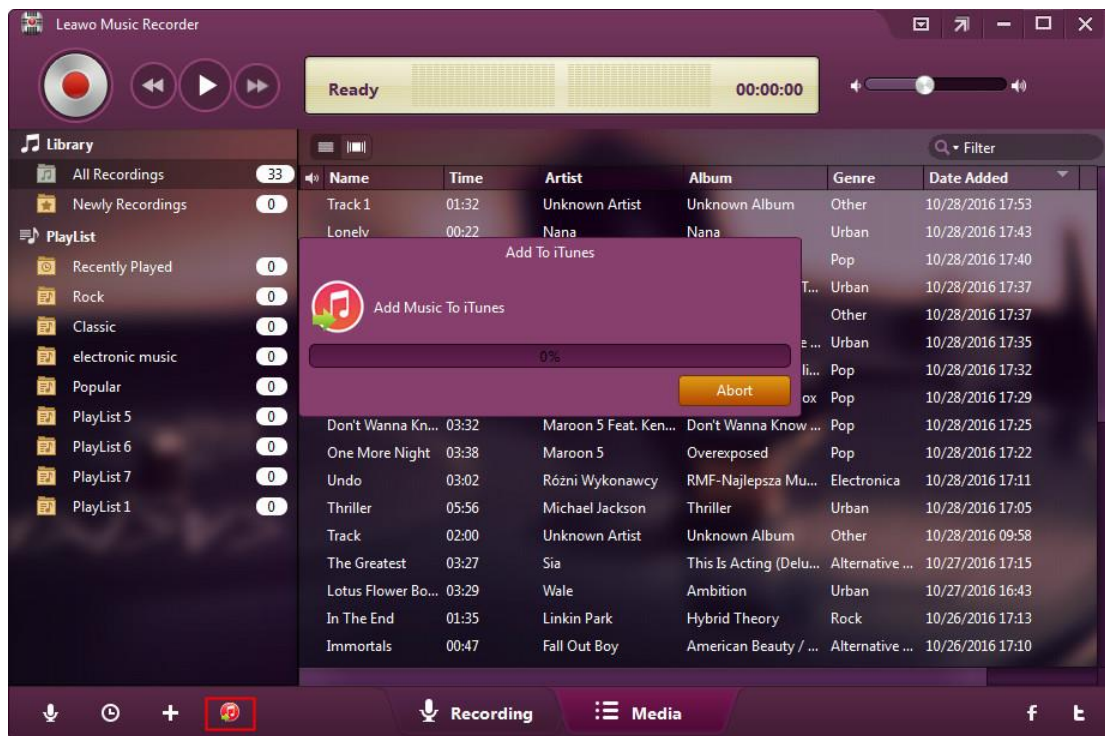 Leawo Music Recorder
Ready 00:00:00
Library
All Recordings 33
Newly Recordings 0
PlayList
Recently Played 0
Rock 0
Classic 0
electronic music 0
Popular 0
PlayList 5 0
PlayList 6 0
PlayList 7 0
PlayList 1 0
Filter
Name Time Artist Album Genre Date Added
Track 1 01:32 Unknown Artist Unknown Album Other 10/28/2016 17:53
Lonely 00:22 Nana Nana Urban 10/28/2016 17:43
Pop 10/28/2016 17:40
T... Urban 10/28/2016 17:37
Other 10/28/2016 17:37
e ... Urban 10/28/2016 17:35
li... Pop 10/28/2016 17:32
ox Pop 10/28/2016 17:29
Add To iTunes
Add Music To iTunes
0%
Abort
Don't Wanna Kn... 03:32 Maroon 5 Feat. Ken... Don't Wanna Know ... Pop 10/28/2016 17:25
One More Night 03:38 Maroon 5 Overexposed Pop 10/28/2016 17:22
Undo 03:02 Różni Wykonawcy RMF-Najlepsza Mu... Electronica 10/28/2016 17:11
Thriller 05:56 Michael Jackson Thriller Urban 10/28/2016 17:05
Track 02:00 Unknown Artist Unknown Album Other 10/28/2016 09:58
The Greatest 03:27 Sia This Is Acting (Delu... Alternative ... 10/27/2016 17:15
Lotus Flower Bo... 03:29 Wale Ambition Urban 10/27/2016 16:43
In The End 01:35 Linkin Park Hybrid Theory Rock 10/26/2016 17:13
Immortals 00:47 Fall Out Boy American Beauty / ... Alternative ... 10/26/2016 17:10
Recording Media
f t